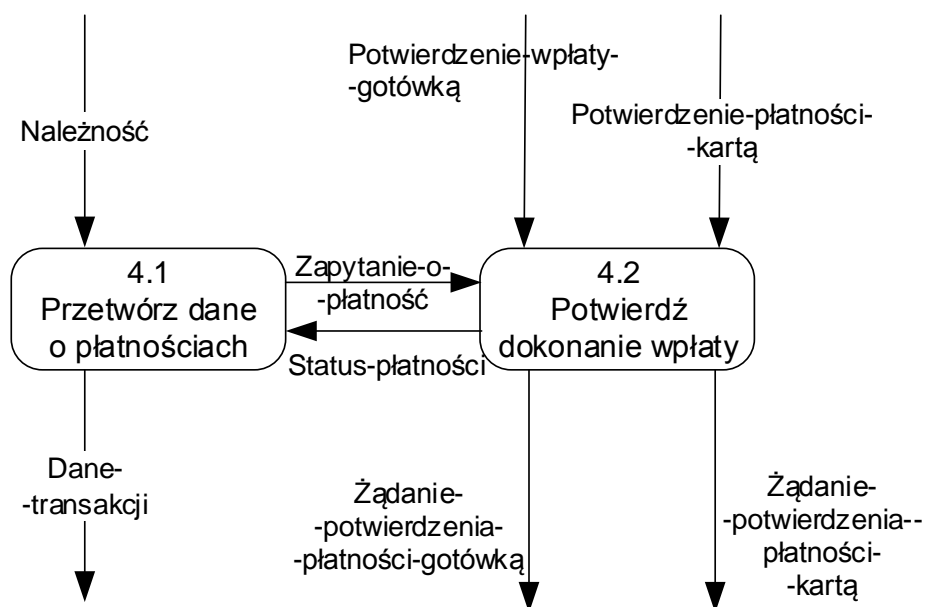 Potwierdzenie-wpłaty-
-gotówką
Należność
Potwierdzenie-płatności-
-kartą
4.1
Przetwórz dane
o płatnościach
Zapytanie-o-
-płatność
Status-płatności
4.2
Potwierdź
dokonanie wpłaty
Dane-
-transakcji
Żądanie-
-potwierdzenia-
-płatności-gotówką
Żądanie-
-potwierdzenia--
płatności-
-kartą